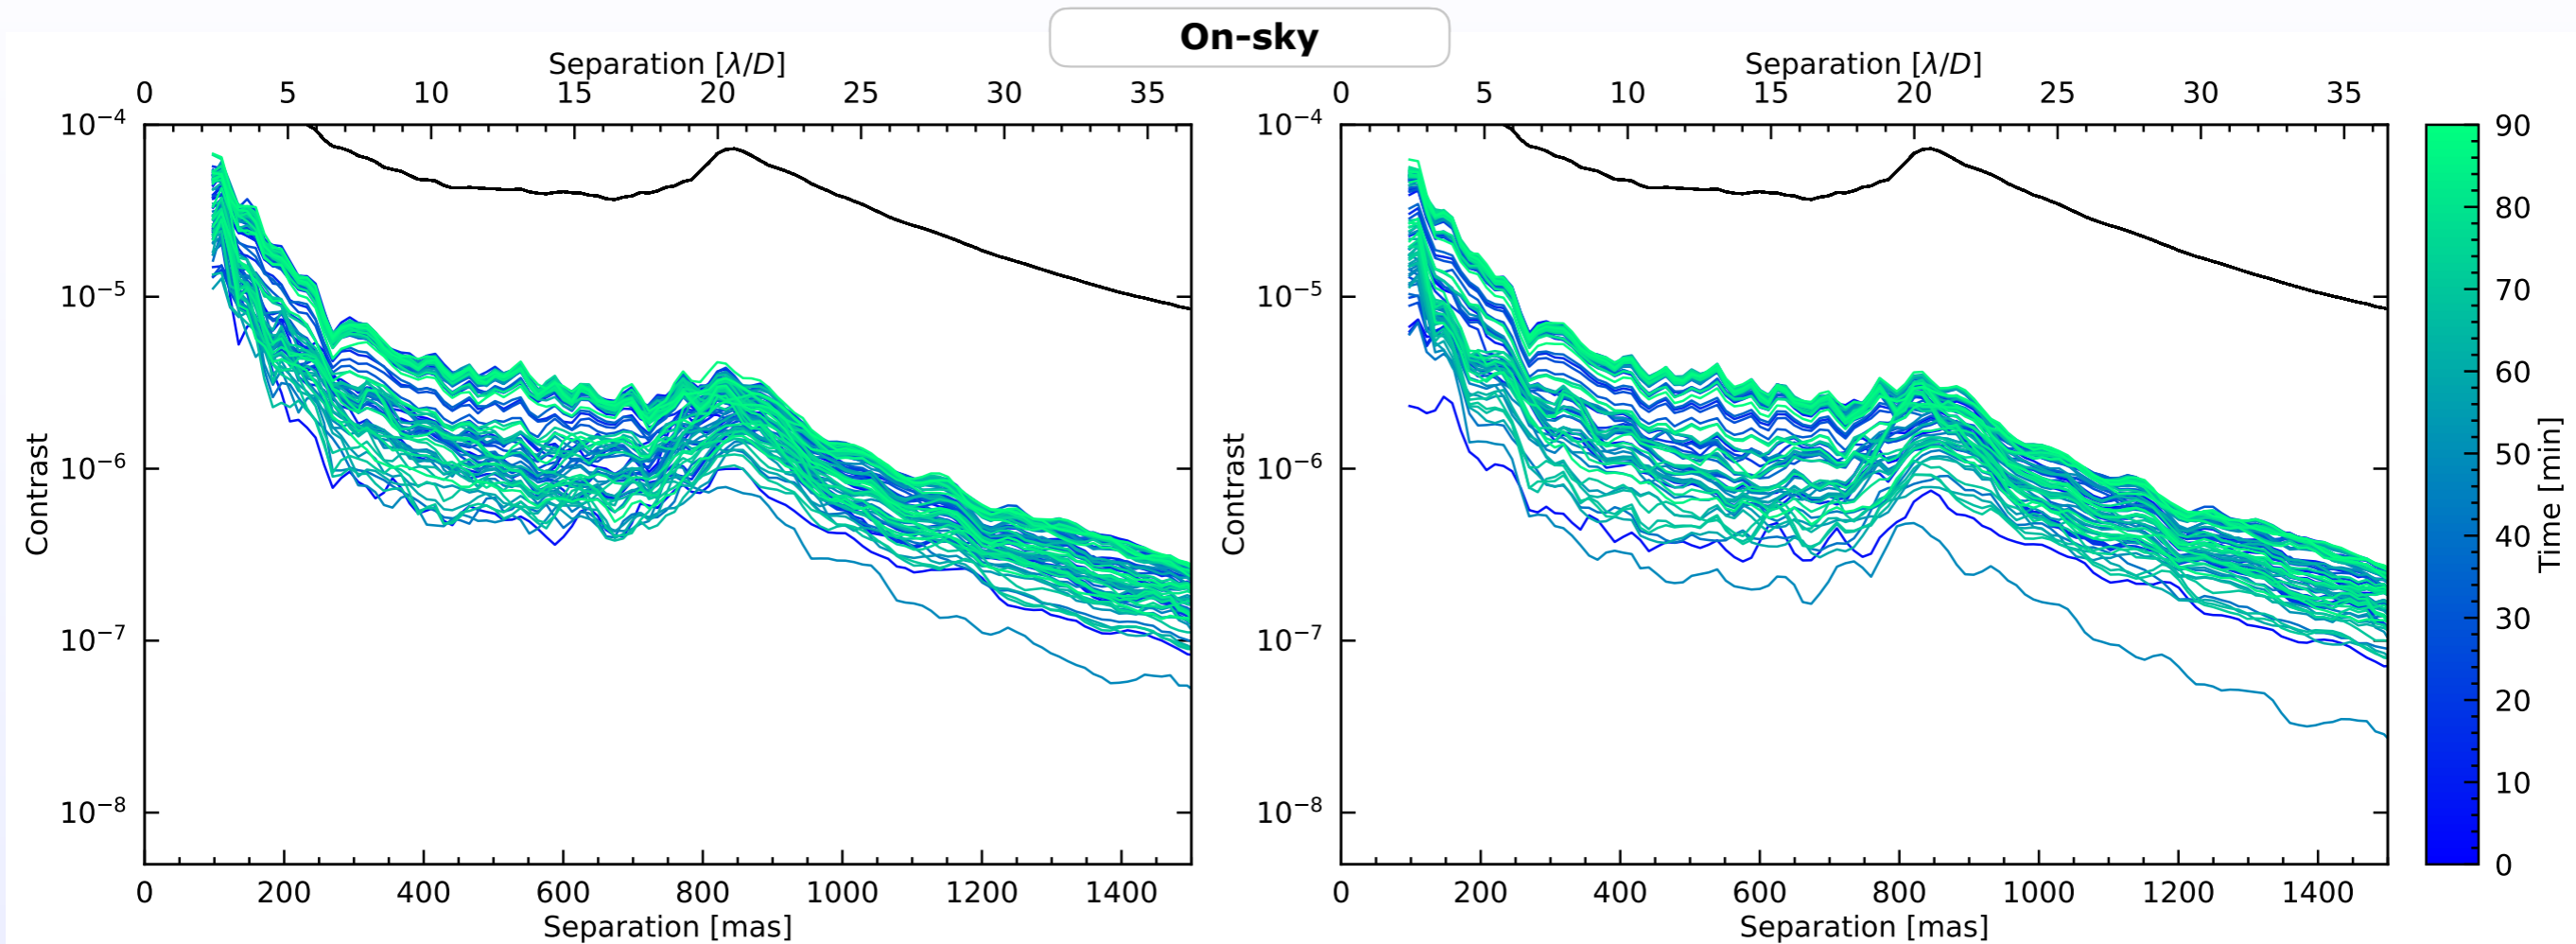 On-sky
Separation [λ/D]
0 5 10 15 20 25 30 35
10⁻⁴
10⁻⁵
10⁻⁶
10⁻⁷
10⁻⁸
Contrast
0 200 400 600 800 1000 1200 1400
Separation [mas]
Separation [λ/D]
0 5 10 15 20 25 30 35
10⁻⁴
10⁻⁵
10⁻⁶
10⁻⁷
10⁻⁸
Contrast
0 200 400 600 800 1000 1200 1400
Separation [mas]
90
80
70
60
50
40
30
20
10
0
Time [min]